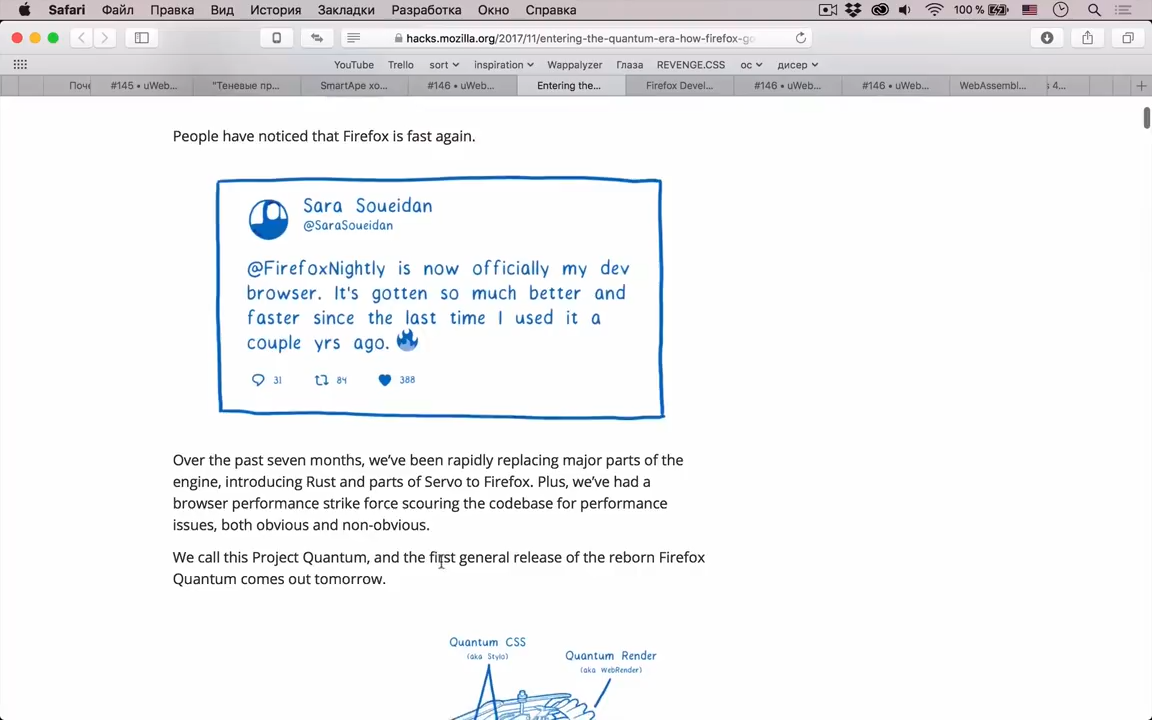 Safari Файл Правка Вид История Закладки Разработка Окно Справка 100 %
hacks.mozilla.org/2017/11/entering-the-quantum-era-how-firefox-go
YouTube Trello sort inspiration Wappalyzer Глаза REVENGE.CSS ос дисер
Поче #145 • uWeb... "Теневые пр... SmartApe хо... #146 • uWeb... Entering the... Firefox Devel... #146 • uWeb... #146 • uWeb... WebAssembl... 4...
People have noticed that Firefox is fast again.
Sara Soueidan
@SaraSoueidan
@FirefoxNightly is now officially my dev
browser. It's gotten so much better and
faster since the last time I used it a
couple yrs ago.
31 84 388
Over the past seven months, we've been rapidly replacing major parts of the
engine, introducing Rust and parts of Servo to Firefox. Plus, we've had a
browser performance strike force scouring the codebase for performance
issues, both obvious and non-obvious.
We call this Project Quantum, and the first general release of the reborn Firefox
Quantum comes out tomorrow.
Quantum CSS
(aka Stylo)
Quantum Render
(aka WebRender)